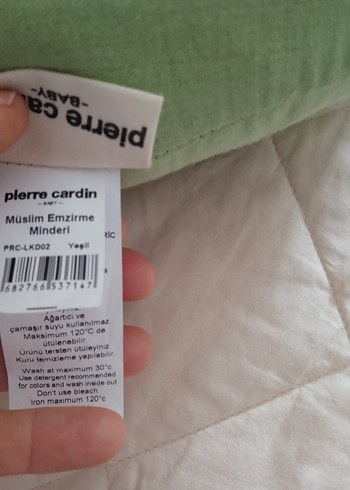 pierre ca
-BABY-
pierre cardin
— BABY —
Müslim Emzirme
Minderi
PRC-LKD02 Yeşil
682766 537147
Ağartıcı ve
çamaşır suyu kullanılmaz.
Maksimum 120°C de
ütülenebilir.
Ürünü tersten ütüleyiniz
Kuru temizleme yapılabilir.
Wash at maximum 30°c
Use detergent recommended
for colors and wash inside out
Don't use bleach.
Iron maximum 120°c